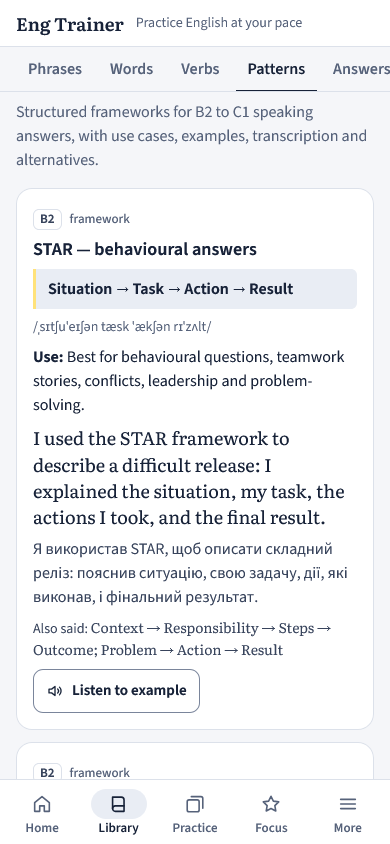 Eng Trainer Practice English at your pace
Phrases Words Verbs Patterns Answers
Structured frameworks for B2 to C1 speaking
answers, with use cases, examples, transcription and
alternatives.
B2 framework
STAR — behavioural answers
Situation → Task → Action → Result
/ˌsɪtʃuˈeɪʃən tæsk ˈækʃən rɪˈzʌlt/
Use: Best for behavioural questions, teamwork
stories, conflicts, leadership and problem-
solving.
I used the STAR framework to
describe a difficult release: I
explained the situation, my task, the
actions I took, and the final result.
Я використав STAR, щоб описати складний
реліз: пояснив ситуацію, свою задачу, дії, які
виконав, і фінальний результат.
Also said: Context → Responsibility → Steps →
Outcome; Problem → Action → Result
Listen to example
B2 framework
Home Library Practice Focus More